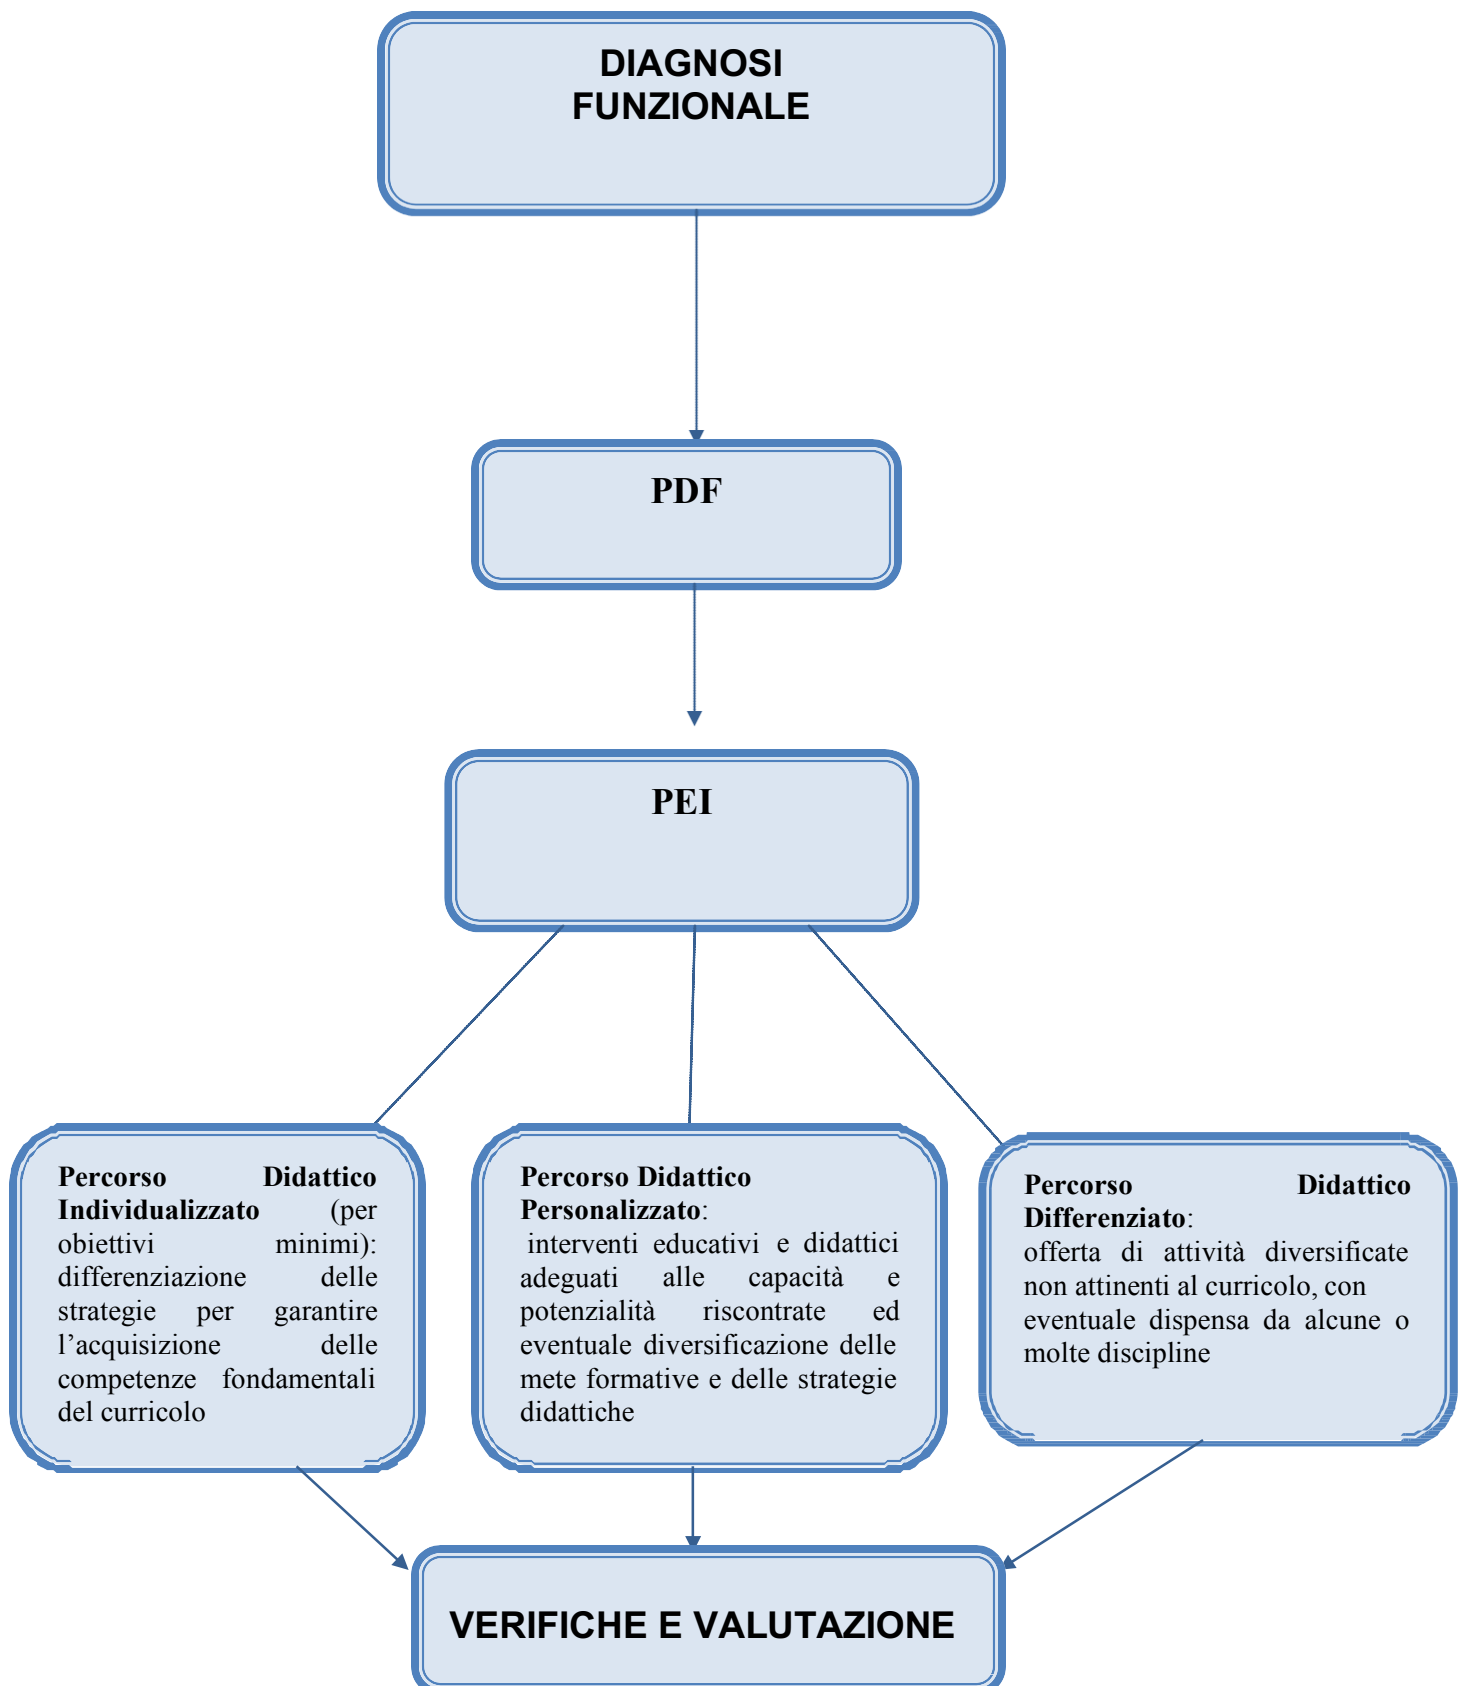 DIAGNOSI
FUNZIONALE
PDF
PEI
Percorso Didattico
Individualizzato (per
obiettivi minimi):
differenziazione delle
strategie per garantire
l’acquisizione delle
competenze fondamentali
del curricolo
Percorso Didattico
Personalizzato:
interventi educativi e didattici
adeguati alle capacità e
potenzialità riscontrate ed
eventuale diversificazione delle
mete formative e delle strategie
didattiche
Percorso Didattico
Differenziato:
offerta di attività diversificate
non attinenti al curricolo, con
eventuale dispensa da alcune o
molte discipline
VERIFICHE E VALUTAZIONE